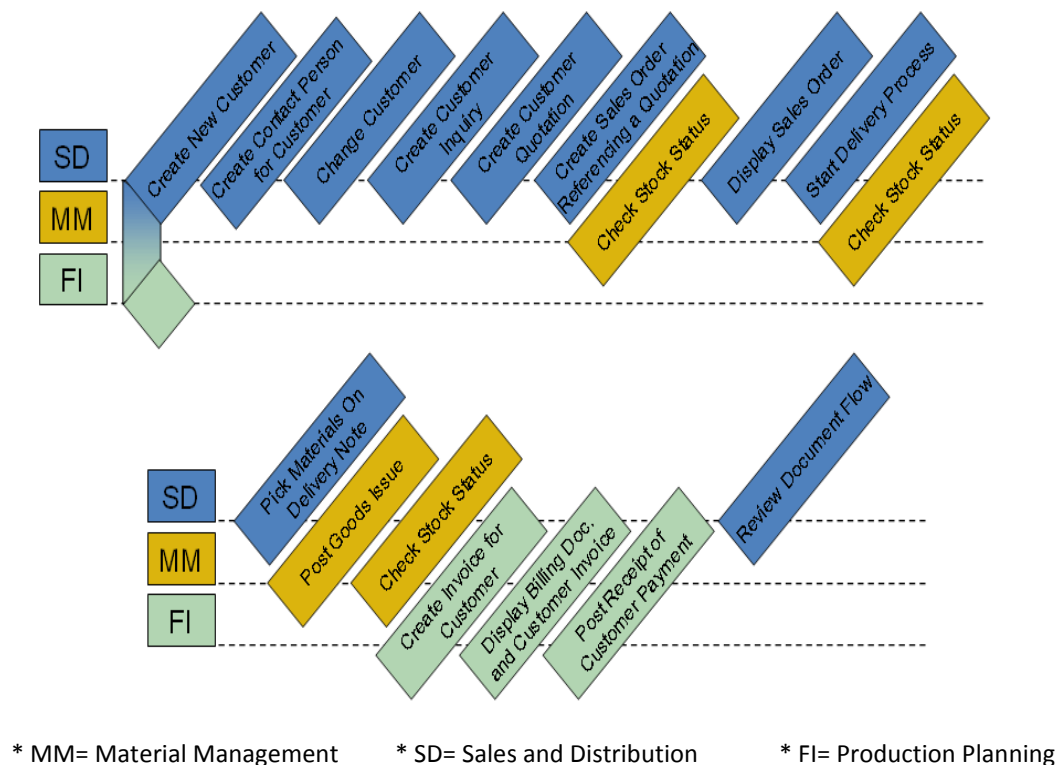 SD
MM
FI
Create New Customer
Create Contact Person
for Customer
Change Customer
Create Customer
Inquiry
Create Customer
Quotation
Create Sales Order
Referencing a Quotation
Check Stock Status
Display Sales Order
Start Delivery Process
Check Stock Status
SD
MM
FI
Pick Materials On
Delivery Note
Post Goods Issue
Check Stock Status
Create Invoice for
Customer
Display Billing Doc.
and Customer Invoice
Post Receipt of
Customer Payment
Review Document Flow
* MM= Material Management * SD= Sales and Distribution * FI= Production Planning